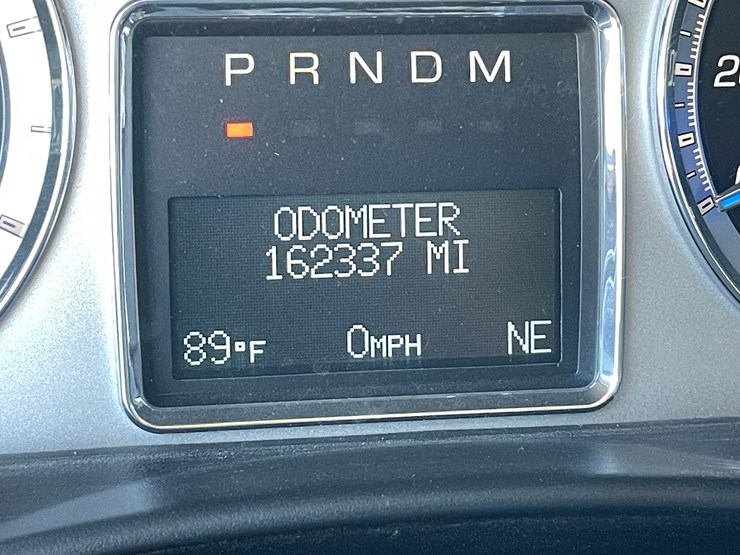 P R N D M
ODOMETER
162337 MI
89°F 0MPH NE